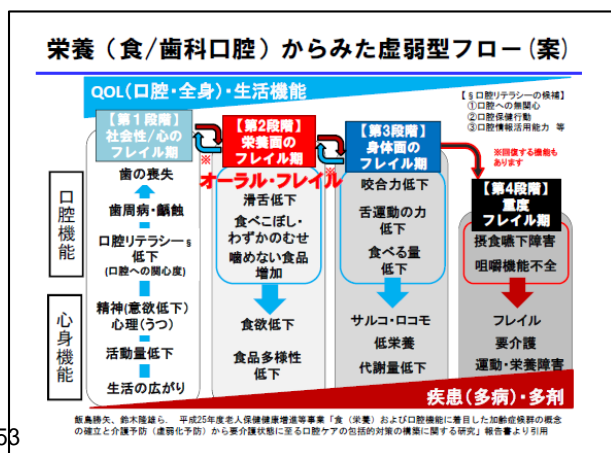 栄養（食/歯科口腔）からみた虚弱型フロー(案)
QOL(口腔・全身)・生活機能
【§口腔リテラシーの候補】
①口腔への無関心
②口腔保健行動
③口腔情報活用能力 等
【第1段階】
社会性/心の
フレイル期
※
【第2段階】
栄養面の
フレイル期
※
【第3段階】
身体面の
フレイル期
※回復する機能も
あります
【第4段階】
重度
フレイル期
口腔機能
歯の喪失
歯周病・齲蝕
口腔リテラシー§
低下
(口腔への関心度)
オーラル・フレイル
滑舌低下
食べこぼし・
わずかのむせ
噛めない食品
増加
咬合力低下
舌運動の力
低下
食べる量
低下
摂食嚥下障害
咀嚼機能不全
心身機能
精神(意欲低下)
心理(うつ)
活動量低下
生活の広がり
食欲低下
食品多様性
低下
サルコ・ロコモ
低栄養
代謝量低下
フレイル
要介護
運動・栄養障害
疾患(多病)・多剤
飯島勝矢、鈴木隆雄ら. 平成25年度老人保健健康増進等事業「食（栄養）および口腔機能に着目した加齢症候群の概念
の確立と介護予防（虚弱化予防）から要介護状態に至る口腔ケアの包括的対策の構築に関する研究」報告書より引用
53